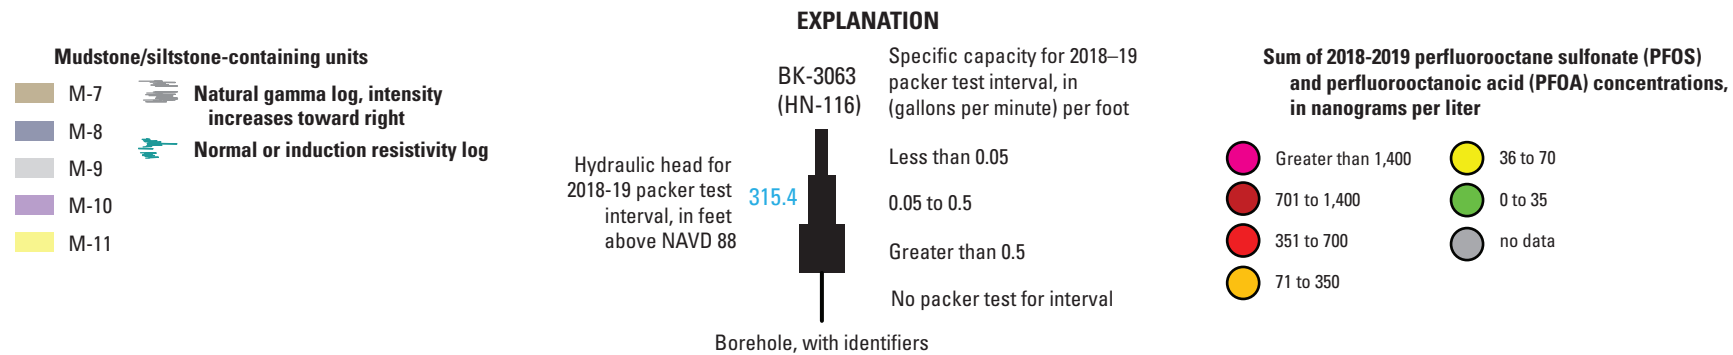 EXPLANATION
Mudstone/siltstone-containing units
M-7
M-8
M-9
M-10
M-11
Natural gamma log, intensity
increases toward right
Normal or induction resistivity log
BK-3063
(HN-116)
Hydraulic head for
2018-19 packer test
interval, in feet
above NAVD 88
315.4
Specific capacity for 2018–19
packer test interval, in
(gallons per minute) per foot
Less than 0.05
0.05 to 0.5
Greater than 0.5
No packer test for interval
Borehole, with identifiers
Sum of 2018-2019 perfluorooctane sulfonate (PFOS)
and perfluorooctanoic acid (PFOA) concentrations,
in nanograms per liter
Greater than 1,400
701 to 1,400
351 to 700
71 to 350
36 to 70
0 to 35
no data